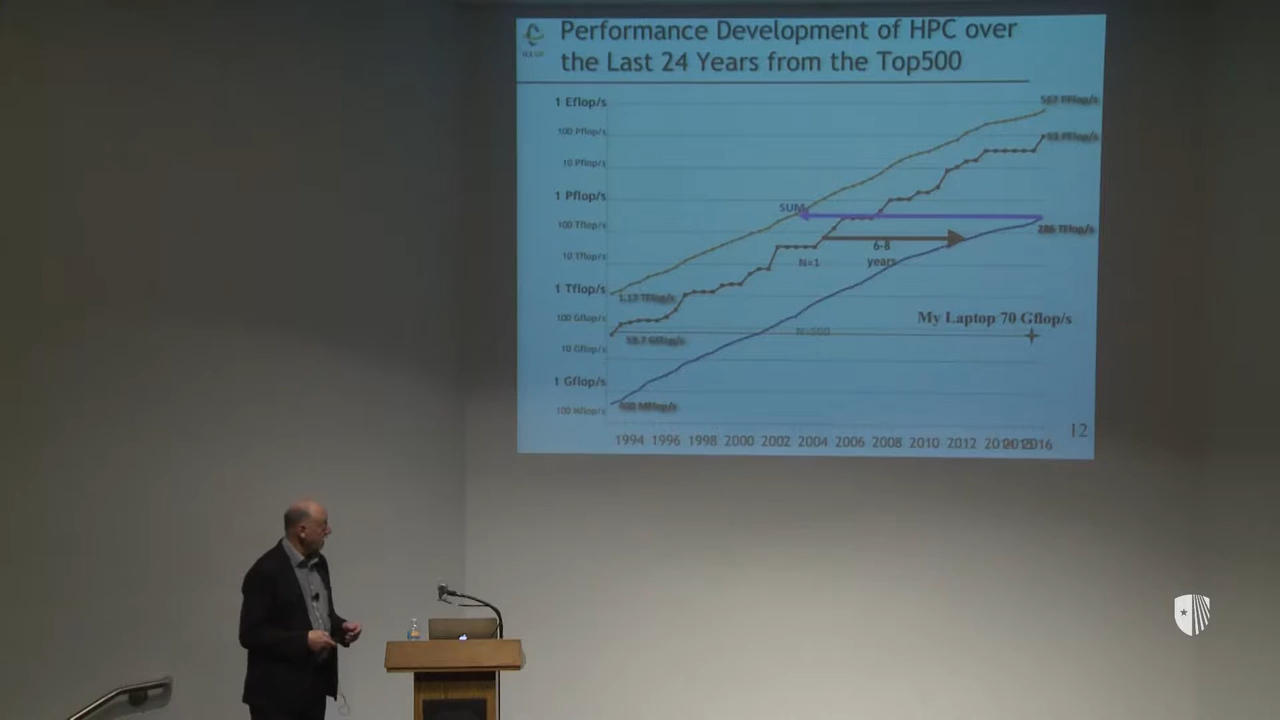 Performance Development of HPC over
the Last 24 Years from the Top500
1 Eflop/s
100 Pflop/s
10 Pflop/s
1 Pflop/s
100 Tflop/s
10 Tflop/s
1 Tflop/s
100 Gflop/s
10 Gflop/s
1 Gflop/s
100 Mflop/s
567 PFlop/s
93 PFlop/s
SUM
286 TFlop/s
6-8
years
N=1
1.17 TFlop/s
My Laptop 70 Gflop/s
N=500
59.7 GFlop/s
400 MFlop/s
12
1994 1996 1998 2000 2002 2004 2006 2008 2010 2012 2016